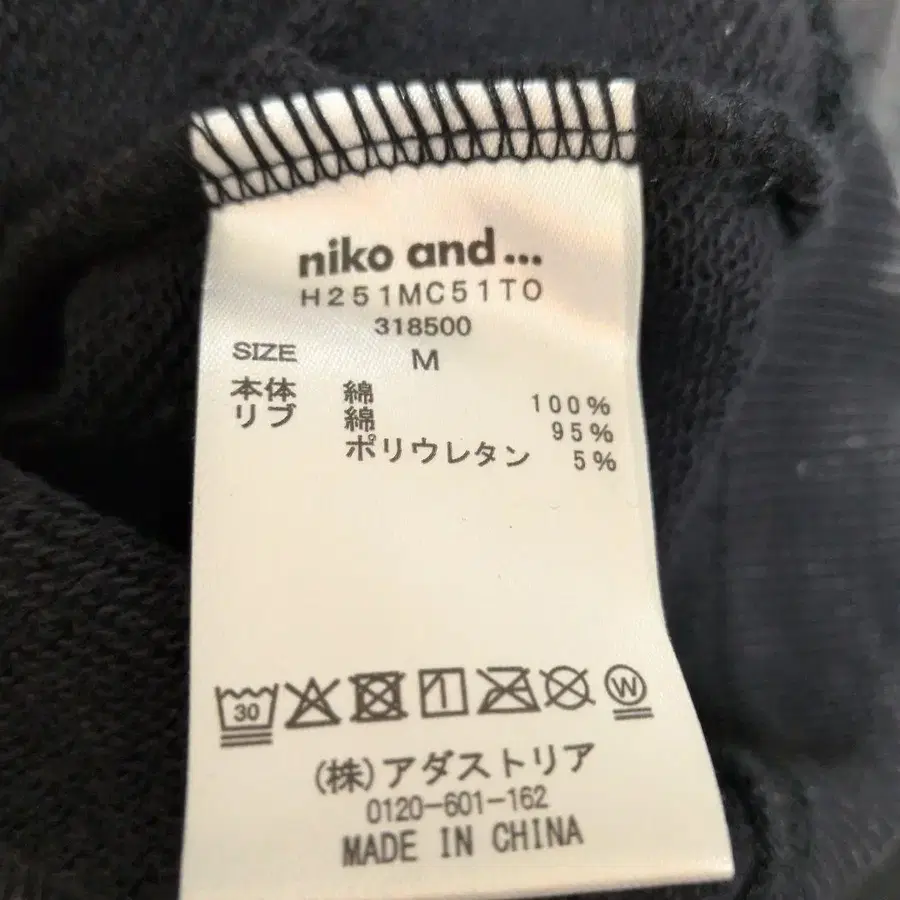 niko and ...
H251MC51TO
318500
SIZE M
本体 綿 100%
リブ 綿 95%
ポリウレタン 5%
30 W
(株)アダストリア
0120-601-162
MADE IN CHINA